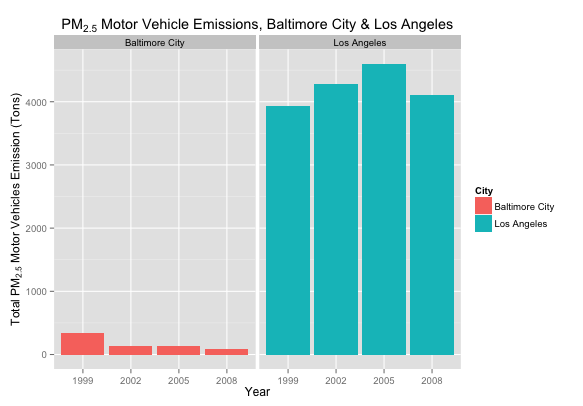 PM2.5 Motor Vehicle Emissions, Baltimore City & Los Angeles
Baltimore City
Los Angeles
Total PM2.5 Motor Vehicles Emission (Tons)
4000
3000
2000
1000
0
1999
2002
2005
2008
1999
2002
2005
2008
Year
City
Baltimore City
Los Angeles